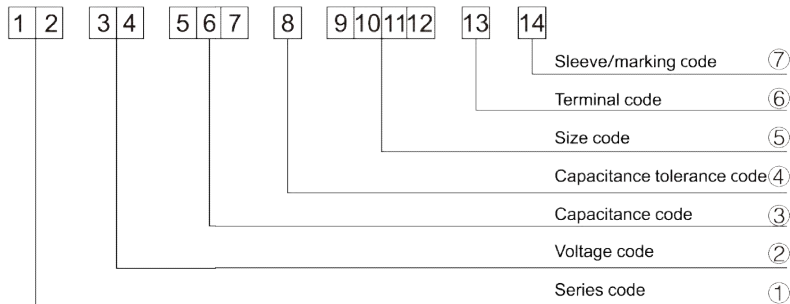 1 2 3 4 5 6 7 8 9 10 11 12 13 14
Sleeve/marking code ⑦
Terminal code ⑥
Size code ⑤
Capacitance tolerance code ④
Capacitance code ③
Voltage code ②
Series code ①